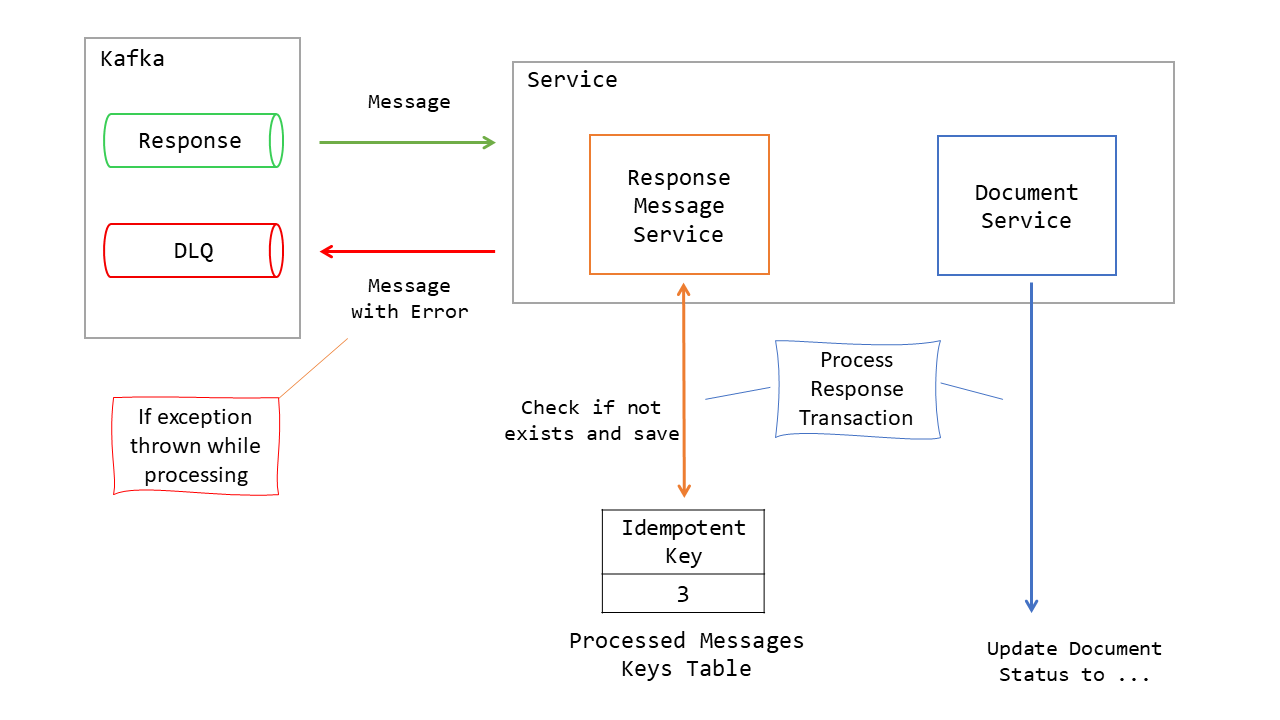 Kafka
Response
DLQ
Message
Message
with Error
If exception
thrown while
processing
Service
Response
Message
Service
Document
Service
Check if not
exists and save
Process
Response
Transaction
Idempotent
Key
3
Processed Messages
Keys Table
Update Document
Status to ...